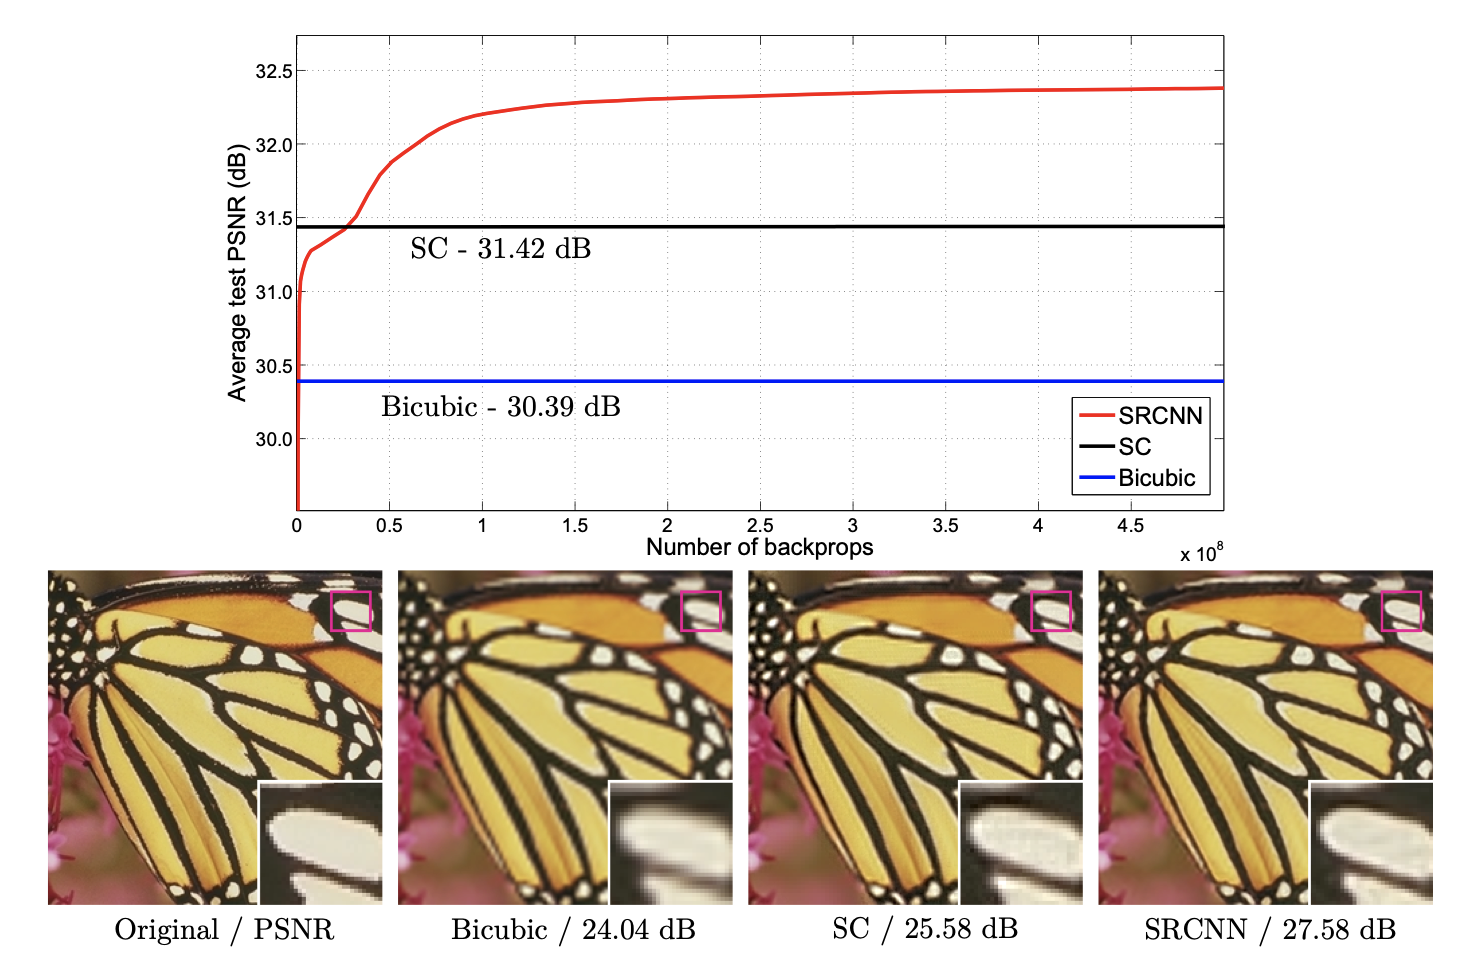 32.5
32.0
31.5
31.0
30.5
30.0
Average test PSNR (dB)
SC - 31.42 dB
Bicubic - 30.39 dB
SRCNN
SC
Bicubic
0 0.5 1 1.5 2 2.5 3 3.5 4 4.5
Number of backprops
x 10⁸
Original / PSNR
Bicubic / 24.04 dB
SC / 25.58 dB
SRCNN / 27.58 dB